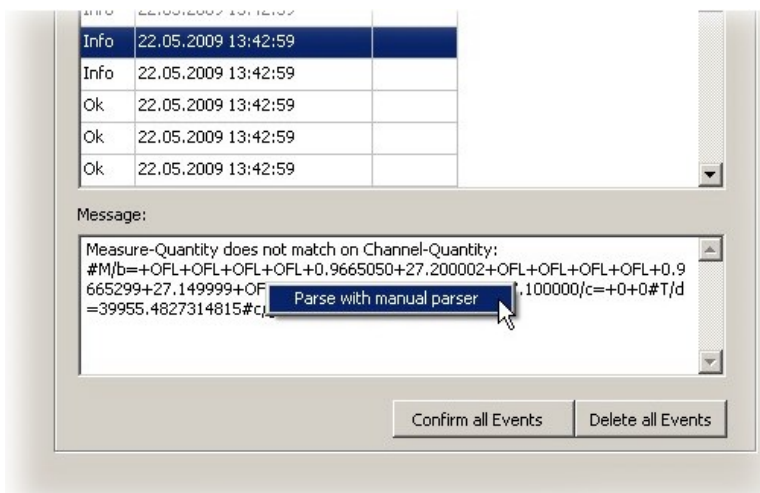 Info 22.05.2009 13:42:59
Info 22.05.2009 13:42:59
Ok 22.05.2009 13:42:59
Ok 22.05.2009 13:42:59
Ok 22.05.2009 13:42:59
Message:
Measure-Quantity does not match on Channel-Quantity:
#M/b=+OFL+OFL+OFL+OFL+0.9665050+27.200002+OFL+OFL+OFL+OFL+0.9
665299+27.149999+OF .100000/c=+0+0#T/d
Parse with manual parser
=39955.4827314815#c/
Confirm all Events Delete all Events